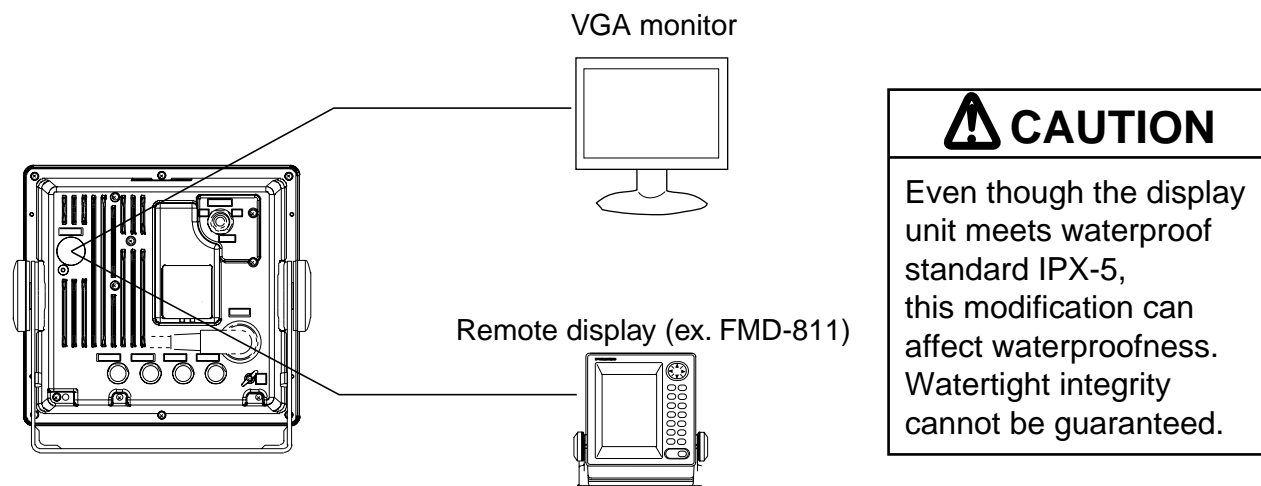 VGA monitor
CAUTION
Even though the display
unit meets waterproof
standard IPX-5,
this modification can
affect waterproofness.
Watertight integrity
cannot be guaranteed.
Remote display (ex. FMD-811)